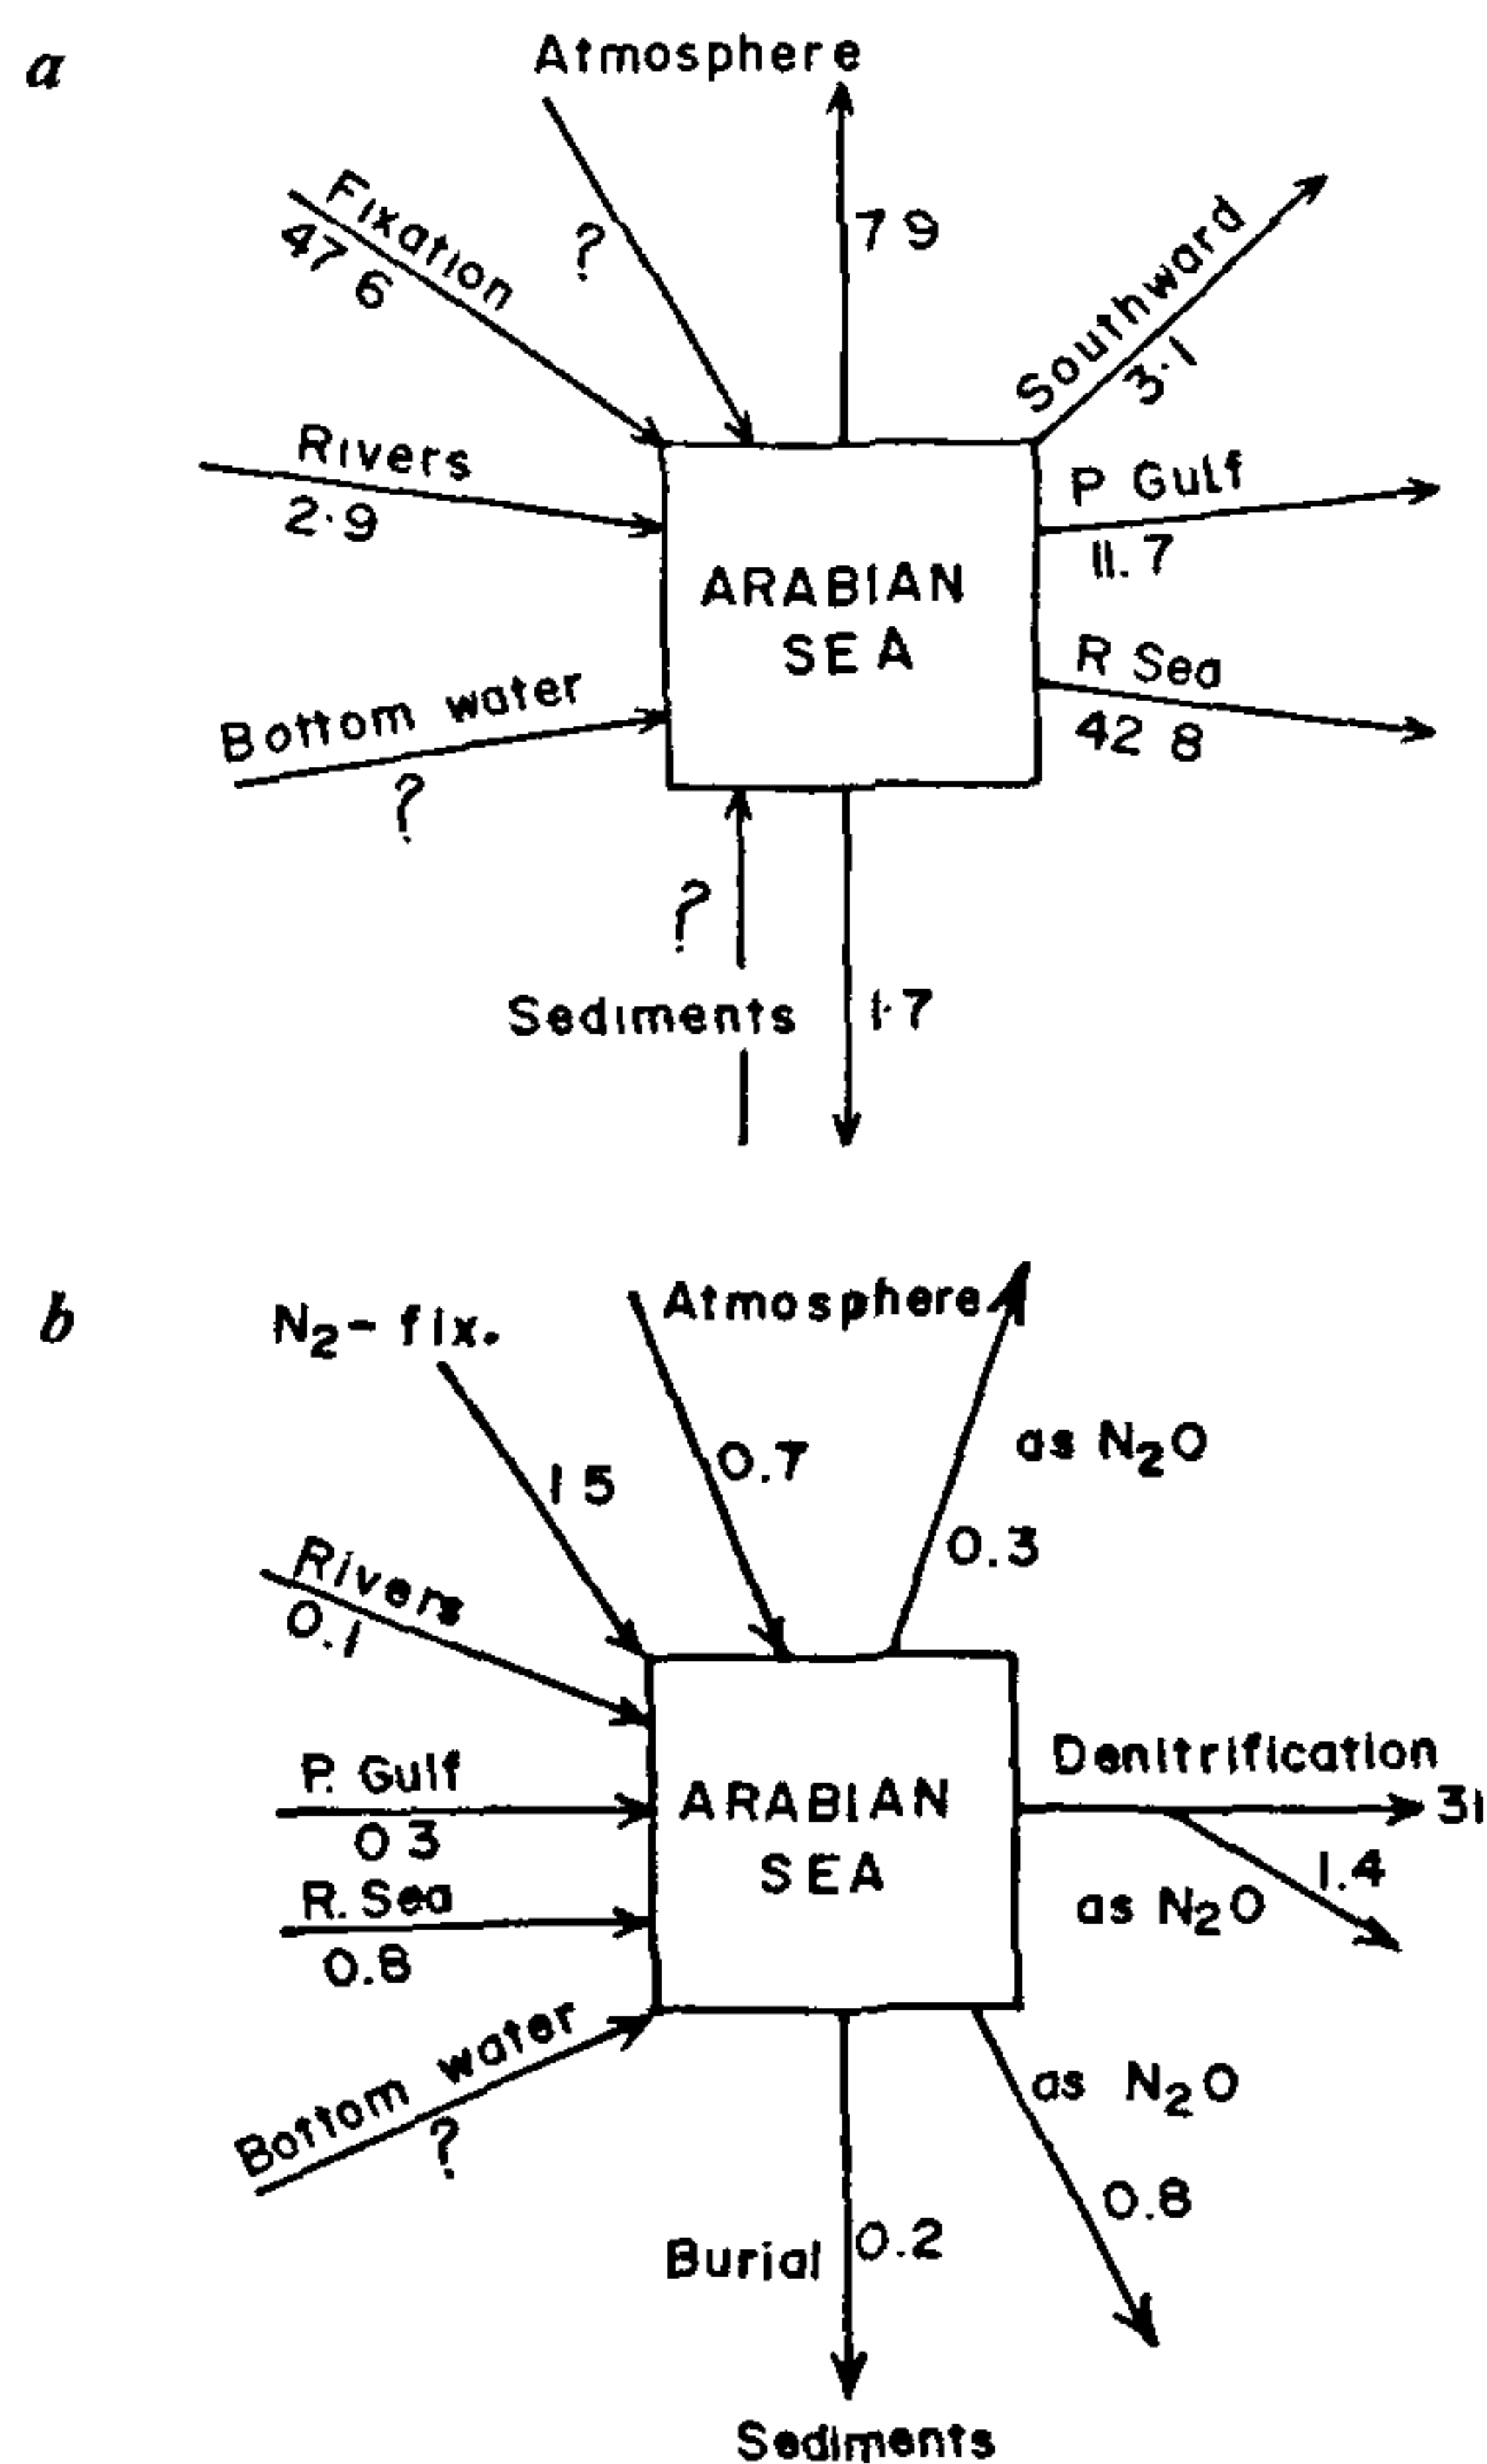 a
Atmosphere
Fixation
47 6
?
7 9
Southward
3.1
Rivers
2.9
P Gulf
11.7
ARABIAN
SEA
R Sea
42 8
Bottom water
?
?
Sediments
1.7
b
N2- fix.
Atmosphere
1 5
0.7
as N2O
0.3
Rivers
0.1
P. Gulf
0 3
R. Sea
0.8
ARABIAN
SEA
Denitrification
31
1.4
as N2O
Bottom water
?
as N2O
0.8
Burial
0.2
Sediments